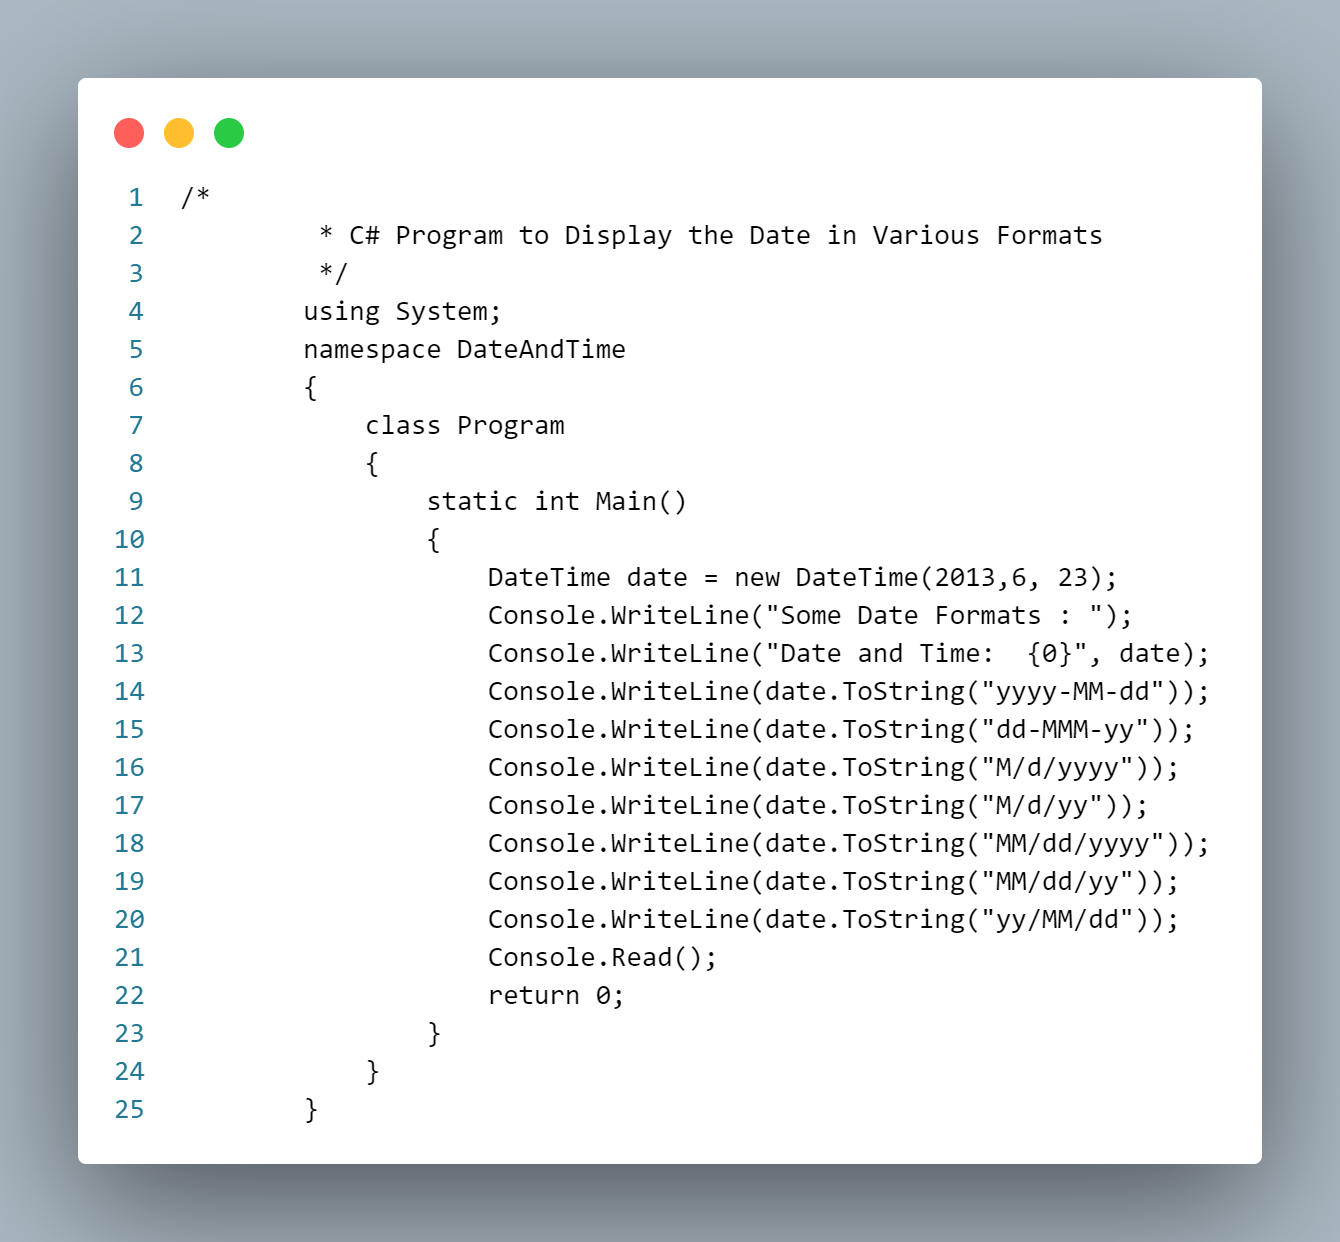 1 /*
2          * C# Program to Display the Date in Various Formats
3          */
4         using System;
5         namespace DateAndTime
6         {
7             class Program
8             {
9                 static int Main()
10                 {
11                     DateTime date = new DateTime(2013,6, 23);
12                     Console.WriteLine("Some Date Formats : ");
13                     Console.WriteLine("Date and Time:  {0}", date);
14                     Console.WriteLine(date.ToString("yyyy-MM-dd"));
15                     Console.WriteLine(date.ToString("dd-MMM-yy"));
16                     Console.WriteLine(date.ToString("M/d/yyyy"));
17                     Console.WriteLine(date.ToString("M/d/yy"));
18                     Console.WriteLine(date.ToString("MM/dd/yyyy"));
19                     Console.WriteLine(date.ToString("MM/dd/yy"));
20                     Console.WriteLine(date.ToString("yy/MM/dd"));
21                     Console.Read();
22                     return 0;
23                 }
24             }
25         }